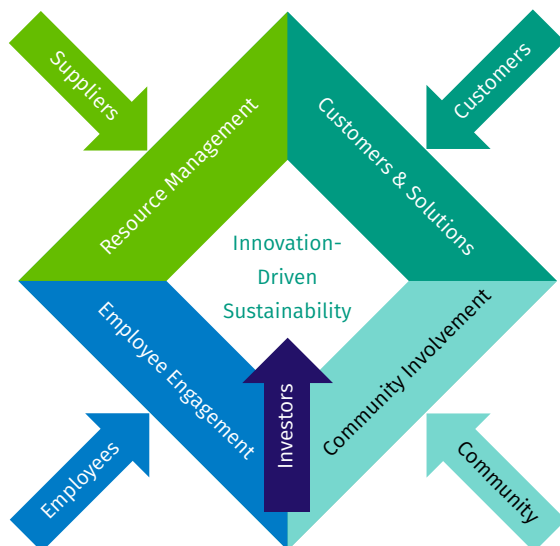 Suppliers
Customers
Resource Management
Customers & Solutions
Innovation-
Driven
Sustainability
Employee Engagement
Community Involvement
Investors
Employees
Community